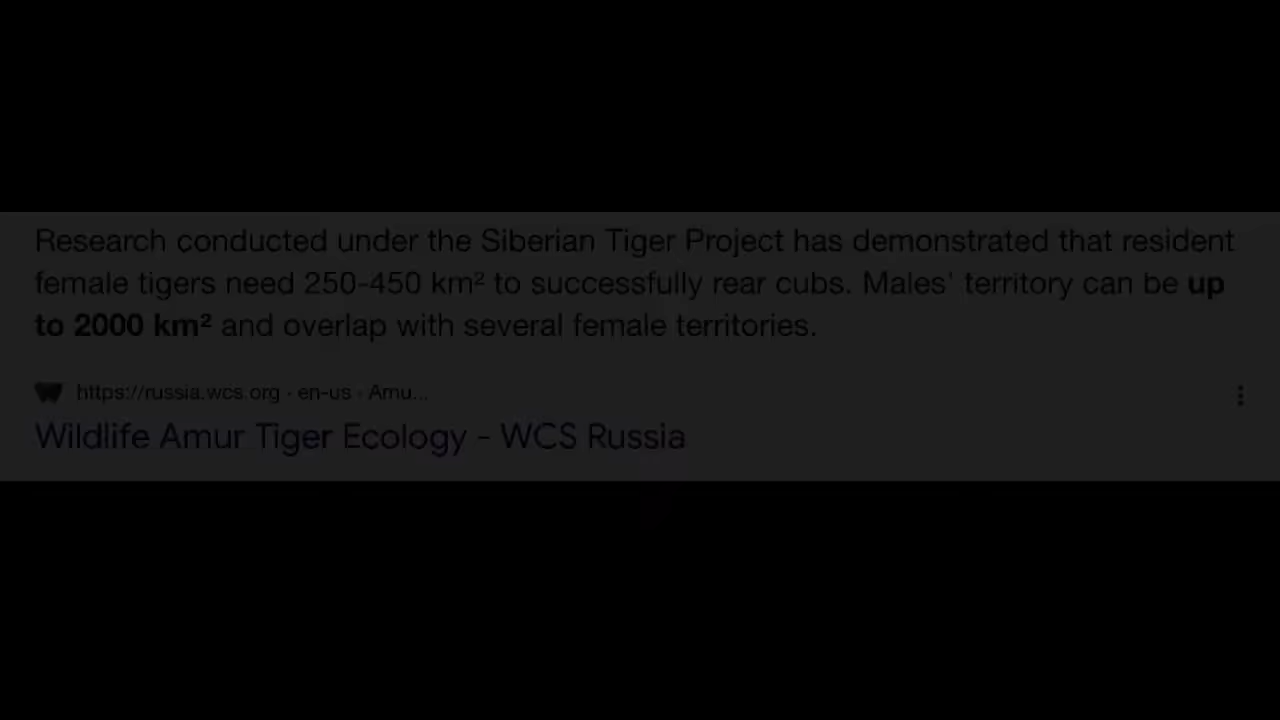 Research conducted under the Siberian Tiger Project has demonstrated that resident
female tigers need 250-450 km² to successfully rear cubs. Males' territory can be up
to 2000 km² and overlap with several female territories.
https://russia.wcs.org · en-us · Amu...
Wildlife Amur Tiger Ecology - WCS Russia